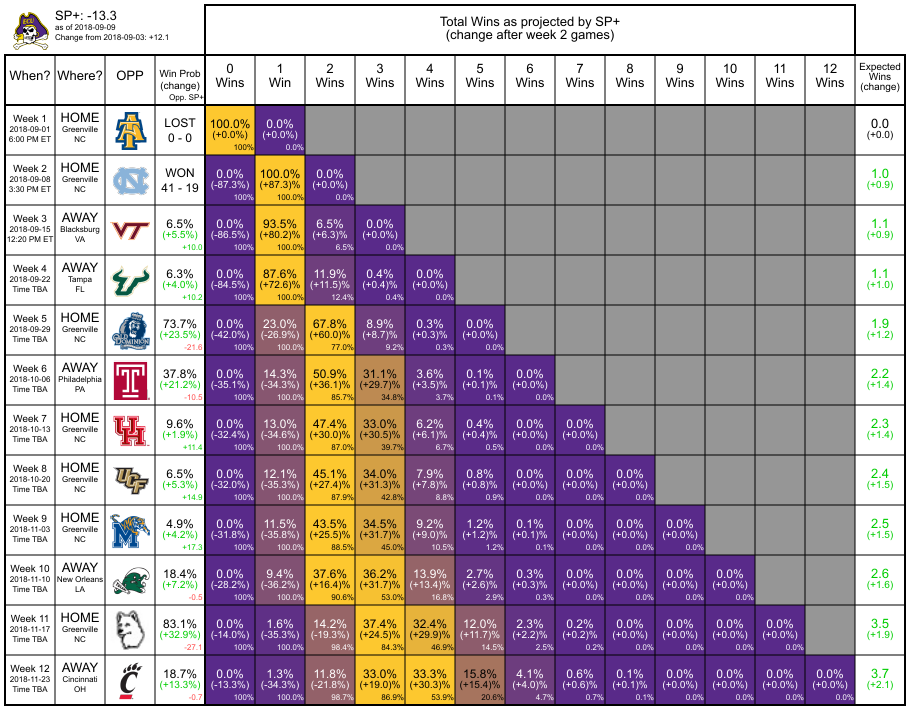 SP+: -13.3
as of 2018-09-09
Change from 2018-09-03: +12.1
Total Wins as projected by SP+
(change after week 2 games)
When? Where? OPP Win Prob (change) Opp. SP+ 0 Wins 1 Win 2 Wins 3 Wins 4 Wins 5 Wins 6 Wins 7 Wins 8 Wins 9 Wins 10 Wins 11 Wins 12 Wins Expected Wins (change)
Week 1 HOME LOST 100.0% 0.0% 0.0
2018-09-01 Greenville 0 - 0 (+0.0%) (+0.0%) (+0.0)
6:00 PM ET NC 100% 0.0%
Week 2 HOME WON 0.0% 100.0% 0.0% 1.0
2018-09-08 Greenville 41 - 19 (-87.3%) (+87.3)% (+0.0%) (+0.9)
3:30 PM ET NC 100% 100.0% 0.0%
Week 3 AWAY VT 6.5% 0.0% 93.5% 6.5% 0.0% 1.1
2018-09-15 Blacksburg (+5.5%) (-86.5%) (+80.2%) (+6.3%) (+0.0%) (+0.9)
12:20 PM ET VA +10.0 100% 100.0% 6.5% 0.0%
Week 4 AWAY 6.3% 0.0% 87.6% 11.9% 0.4% 0.0% 1.1
2018-09-22 Tampa (+4.0%) (-84.5%) (+72.6%) (+11.5%) (+0.4%) (+0.0%) (+1.0)
Time TBA FL +10.2 100% 100.0% 12.4% 0.4% 0.0%
Week 5 HOME 73.7% 0.0% 23.0% 67.8% 8.9% 0.3% 0.0% 1.9
2018-09-29 Greenville (+23.5%) (-42.0%) (-26.9%) (+60.0%) (+8.7%) (+0.3%) (+0.0%) (+1.2)
Time TBA NC -21.6 100% 100.0% 77.0% 9.2% 0.3% 0.0%
Week 6 AWAY T 37.8% 0.0% 14.3% 50.9% 31.1% 3.6% 0.1% 0.0% 2.2
2018-10-06 Philadelphia (+21.2%) (-35.1%) (-34.3%) (+36.1%) (+29.7%) (+3.5%) (+0.1%) (+0.0%) (+1.4)
Time TBA PA -10.5 100% 100.0% 85.7% 34.8% 3.7% 0.1% 0.0%
Week 7 HOME UH 9.6% 0.0% 13.0% 47.4% 33.0% 6.2% 0.4% 0.0% 0.0% 2.3
2018-10-13 Greenville (+1.9%) (-32.4%) (-34.6%) (+30.0%) (+30.5%) (+6.1%) (+0.4%) (+0.0%) (+0.0%) (+1.4)
Time TBA NC +11.4 100% 100.0% 87.0% 39.7% 6.7% 0.5% 0.0% 0.0%
Week 8 HOME UCF 6.5% 0.0% 12.1% 45.1% 34.0% 7.9% 0.8% 0.0% 0.0% 0.0% 2.4
2018-10-20 Greenville (+5.3%) (-32.0%) (-35.3%) (+27.4%) (+31.3%) (+7.8%) (+0.8%) (+0.0%) (+0.0%) (+0.0%) (+1.5)
Time TBA NC +14.9 100% 100.0% 87.9% 42.8% 8.8% 0.9% 0.0% 0.0% 0.0%
Week 9 HOME M 4.9% 0.0% 11.5% 43.5% 34.5% 9.2% 1.2% 0.1% 0.0% 0.0% 0.0% 2.5
2018-11-03 Greenville (+4.2%) (-31.8%) (-35.8%) (+25.5%) (+31.7%) (+9.0%) (+1.2%) (+0.1%) (+0.0%) (+0.0%) (+0.0%) (+1.5)
Time TBA NC +17.3 100% 100.0% 88.5% 45.0% 10.5% 1.2% 0.1% 0.0% 0.0% 0.0%
Week 10 AWAY 18.4% 0.0% 9.4% 37.6% 36.2% 13.9% 2.7% 0.3% 0.0% 0.0% 0.0% 0.0% 2.6
2018-11-10 New Orleans (+7.2%) (-28.2%) (-36.2%) (+16.4%) (+31.7%) (+13.4%) (+2.6%) (+0.3%) (+0.0%) (+0.0%) (+0.0%) (+0.0%) (+1.6)
Time TBA LA -0.5 100% 100.0% 90.6% 53.0% 16.8% 2.9% 0.3% 0.0% 0.0% 0.0% 0.0%
Week 11 HOME 83.1% 0.0% 1.6% 14.2% 37.4% 32.4% 12.0% 2.3% 0.2% 0.0% 0.0% 0.0% 0.0% 3.5
2018-11-17 Greenville (+32.9%) (-14.0%) (-35.3%) (-19.3%) (+24.5%) (+29.9%) (+11.7%) (+2.2%) (+0.2%) (+0.0%) (+0.0%) (+0.0%) (+0.0%) (+1.9)
Time TBA NC -27.1 100% 100.0% 98.4% 84.3% 46.9% 14.5% 2.5% 0.2% 0.0% 0.0% 0.0% 0.0%
Week 12 AWAY C 18.7% 0.0% 1.3% 11.8% 33.0% 33.3% 15.8% 4.1% 0.6% 0.1% 0.0% 0.0% 0.0% 0.0% 3.7
2018-11-23 Cincinnati (+13.3%) (-13.3%) (-34.3%) (-21.8%) (+19.0%) (+30.3%) (+15.4%) (+4.0%) (+0.6%) (+0.1%) (+0.0%) (+0.0%) (+0.0%) (+0.0%) (+2.1)
Time TBA OH -0.7 100% 100.0% 98.7% 86.9% 53.9% 20.6% 4.7% 0.7% 0.1% 0.0% 0.0% 0.0% 0.0%